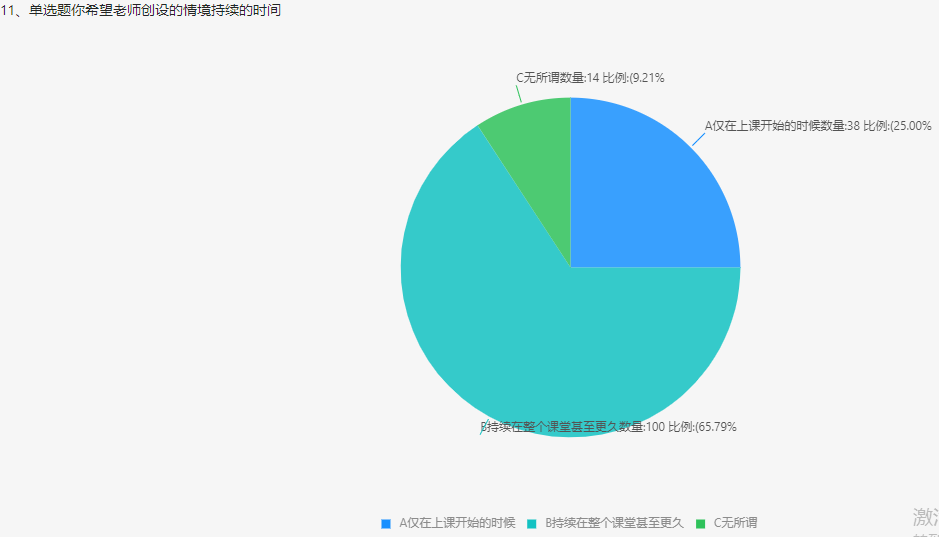 11、单选题你希望老师创设的情境持续的时间
C无所谓数量:14 比例:(9.21%
A仅在上课开始的时候数量:38 比例:(25.00%
B持续在整个课堂甚至更久数量:100 比例:(65.79%
A仅在上课开始的时候 B持续在整个课堂甚至更久 C无所谓